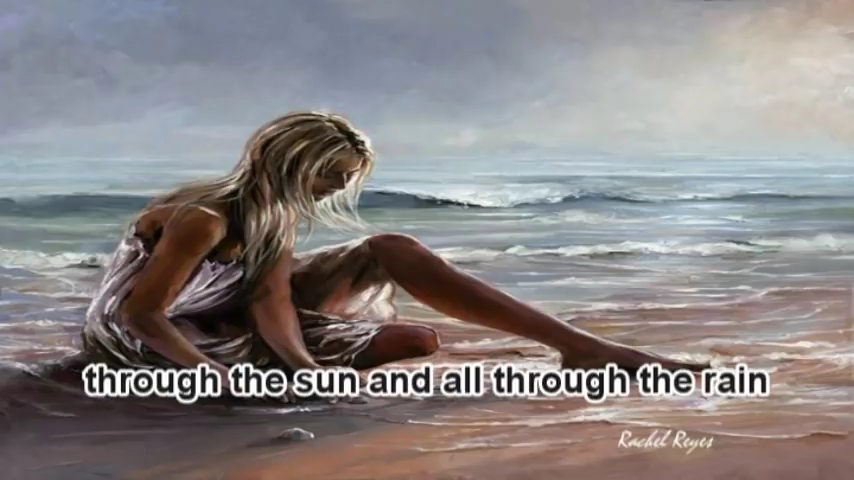 through the sun and all through the rain
Rachel Reyes